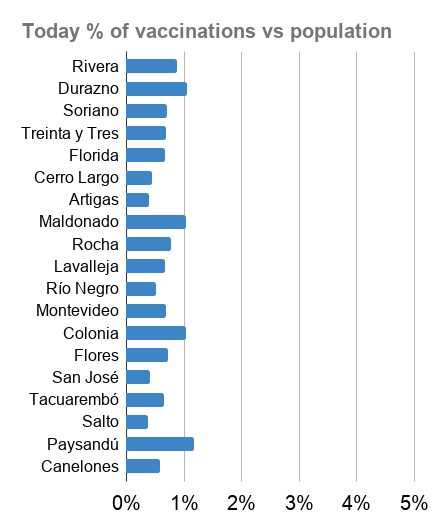 Today % of vaccinations vs population
Rivera
Durazno
Soriano
Treinta y Tres
Florida
Cerro Largo
Artigas
Maldonado
Rocha
Lavalleja
Río Negro
Montevideo
Colonia
Flores
San José
Tacuarembó
Salto
Paysandú
Canelones
0% 1% 2% 3% 4% 5%